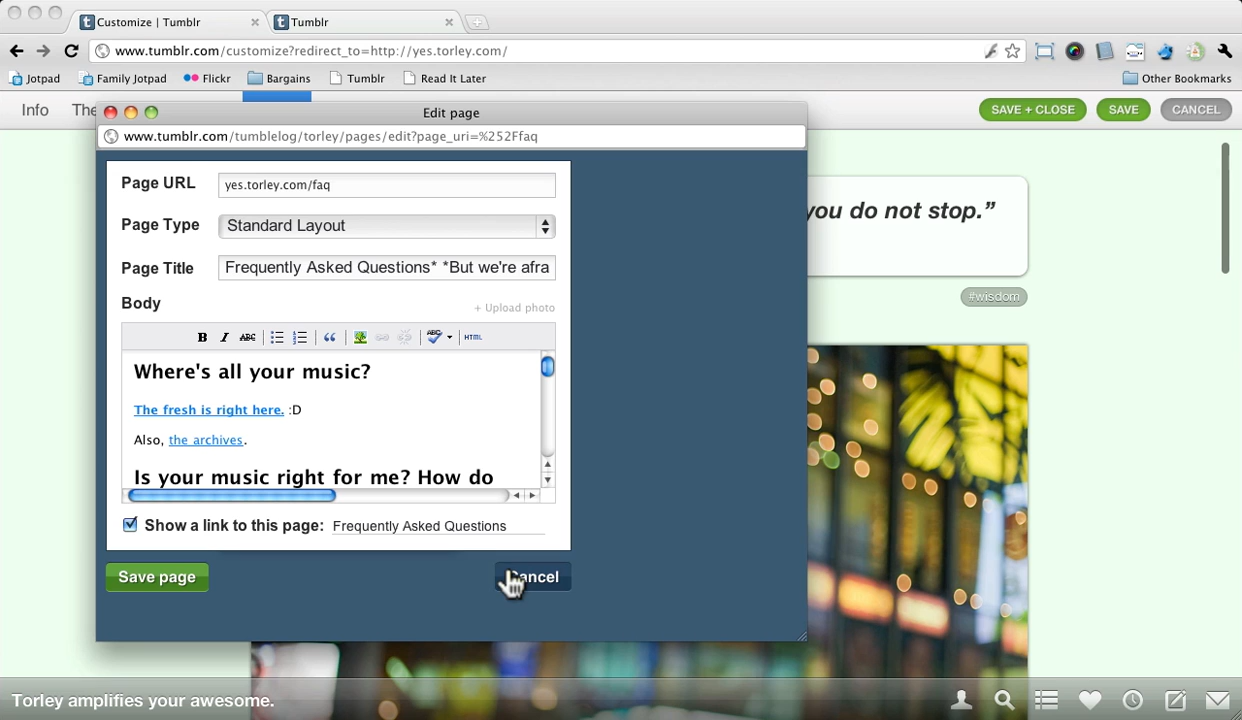 Customize | Tumblr
Tumblr
www.tumblr.com/customize?redirect_to=http://yes.torley.com/
Jotpad
Family Jotpad
Flickr
Bargains
Tumblr
Read It Later
Other Bookmarks
Info
The
SAVE + CLOSE
SAVE
CANCEL
Edit page
www.tumblr.com/tumblelog/torley/pages/edit?page_uri=%252Ffaq
Page URL
yes.torley.com/faq
Page Type
Standard Layout
Page Title
Frequently Asked Questions* *But we're afra
Body
+ Upload photo
B I ABC
ABC
HTML
Where's all your music?
The fresh is right here. :D
Also, the archives.
Is your music right for me? How do
Show a link to this page:
Frequently Asked Questions
Save page
Cancel
you do not stop.”
#wisdom
Torley amplifies your awesome.